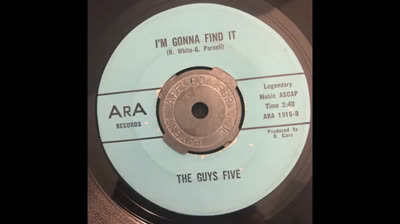 I'M GONNA FIND IT
(R. White-G. Parnell)
ARA
RECORDS
Legendary
Music ASCAP
Time 2:40
ARA 1916-B
Produced by
THE GUYS FIVE